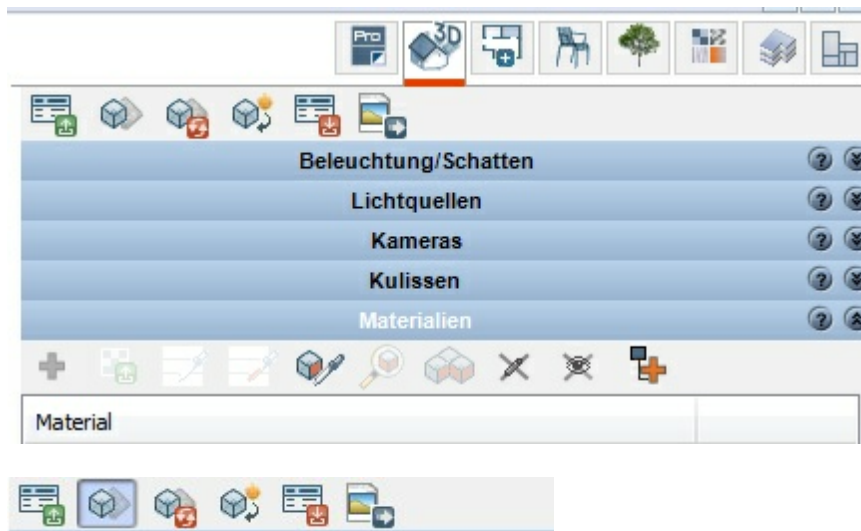 Pro
3D
Beleuchtung/Schatten
Lichtquellen
Kameras
Kulissen
Materialien
Material